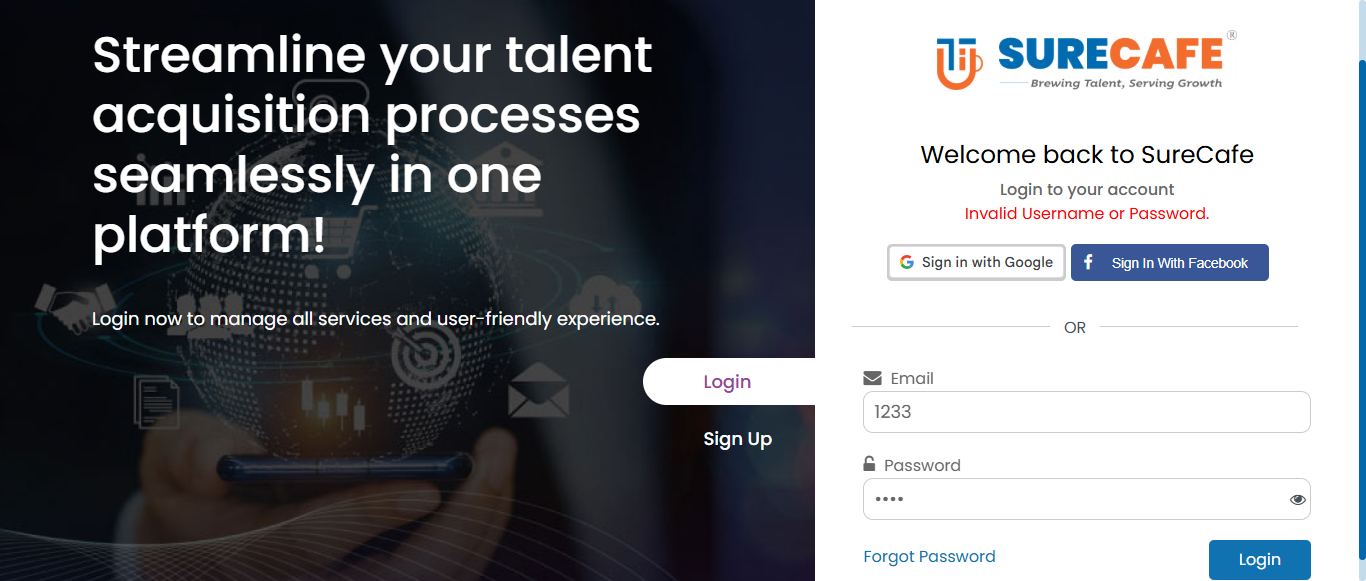 Streamline your talent
acquisition processes
seamlessly in one
platform!
Login now to manage all services and user-friendly experience.
Login
Sign Up
SURECAFE®
Brewing Talent, Serving Growth
Welcome back to SureCafe
Login to your account
Invalid Username or Password.
Sign in with Google
f Sign In With Facebook
OR
Email
1233
Password
••••
Forgot Password
Login